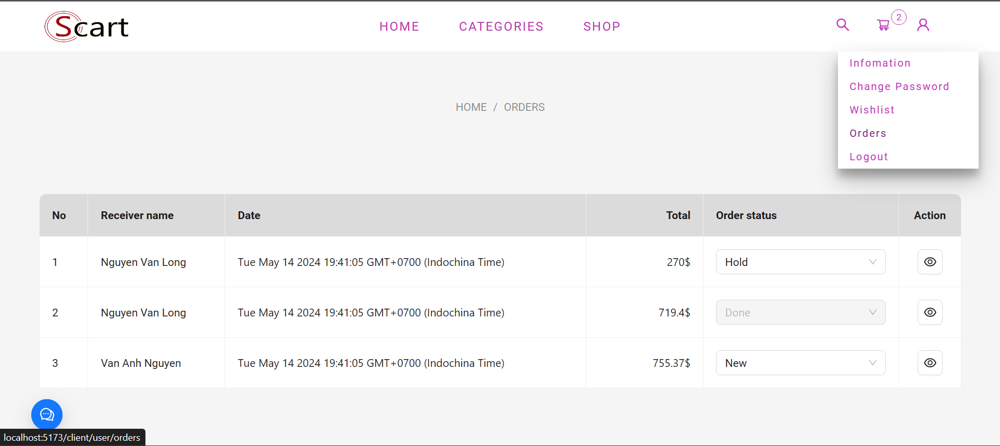 Scart
HOME CATEGORIES SHOP
2
Infomation
Change Password
Wishlist
Orders
Logout
HOME / ORDERS
No Receiver name Date Total Order status Action
1 Nguyen Van Long Tue May 14 2024 19:41:05 GMT+0700 (Indochina Time) 270$ Hold
2 Nguyen Van Long Tue May 14 2024 19:41:05 GMT+0700 (Indochina Time) 719.4$ Done
3 Van Anh Nguyen Tue May 14 2024 19:41:05 GMT+0700 (Indochina Time) 755.37$ New
localhost:5173/client/user/orders